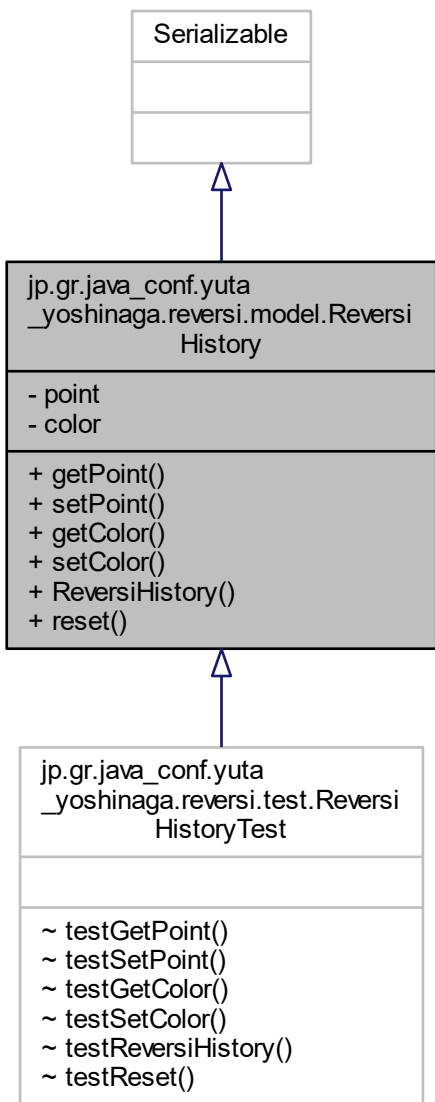 Serializable
jp.gr.java_conf.yuta
_yoshinaga.reversi.model.Reversi
History
- point
- color
+ getPoint()
+ setPoint()
+ getColor()
+ setColor()
+ ReversiHistory()
+ reset()
jp.gr.java_conf.yuta
_yoshinaga.reversi.test.Reversi
HistoryTest
~ testGetPoint()
~ testSetPoint()
~ testGetColor()
~ testSetColor()
~ testReversiHistory()
~ testReset()